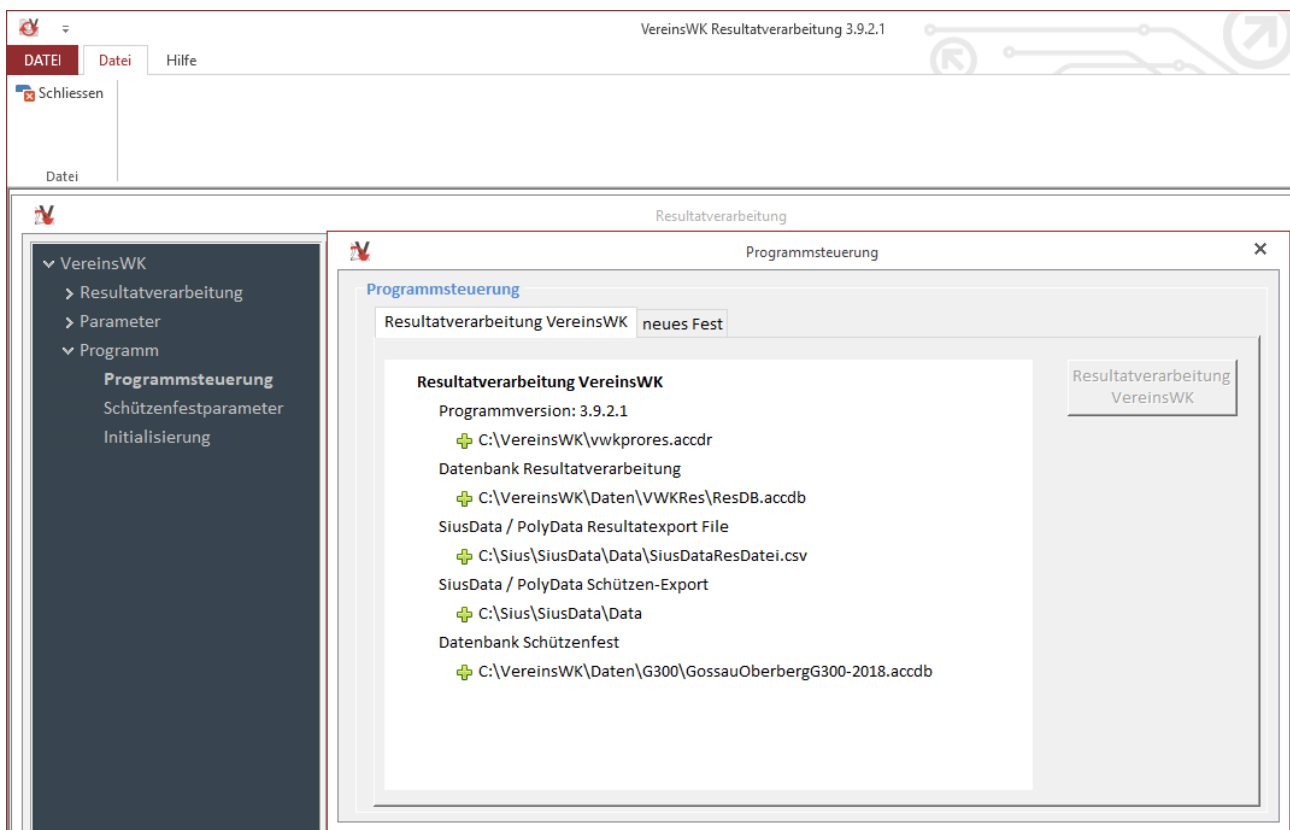 VereinsWK Resultatverarbeitung 3.9.2.1
DATEI Datei Hilfe
Schliessen
Datei
Resultatverarbeitung
VereinsWK
Resultatverarbeitung
Parameter
Programm
Programmsteuerung
Schützenfestparameter
Initialisierung
Programmsteuerung
Programmsteuerung
Resultatverarbeitung VereinsWK neues Fest
Resultatverarbeitung VereinsWK
Programmversion: 3.9.2.1
C:\VereinsWK\vwkprores.accdr
Datenbank Resultatverarbeitung
C:\VereinsWK\Daten\VWKRes\ResDB.accdb
SiusData / PolyData Resultatexport File
C:\Sius\SiusData\Data\SiusDataResDatei.csv
SiusData / PolyData Schützen-Export
C:\Sius\SiusData\Data
Datenbank Schützenfest
C:\VereinsWK\Daten\G300\GossauOberbergG300-2018.accdb
Resultatverarbeitung
VereinsWK